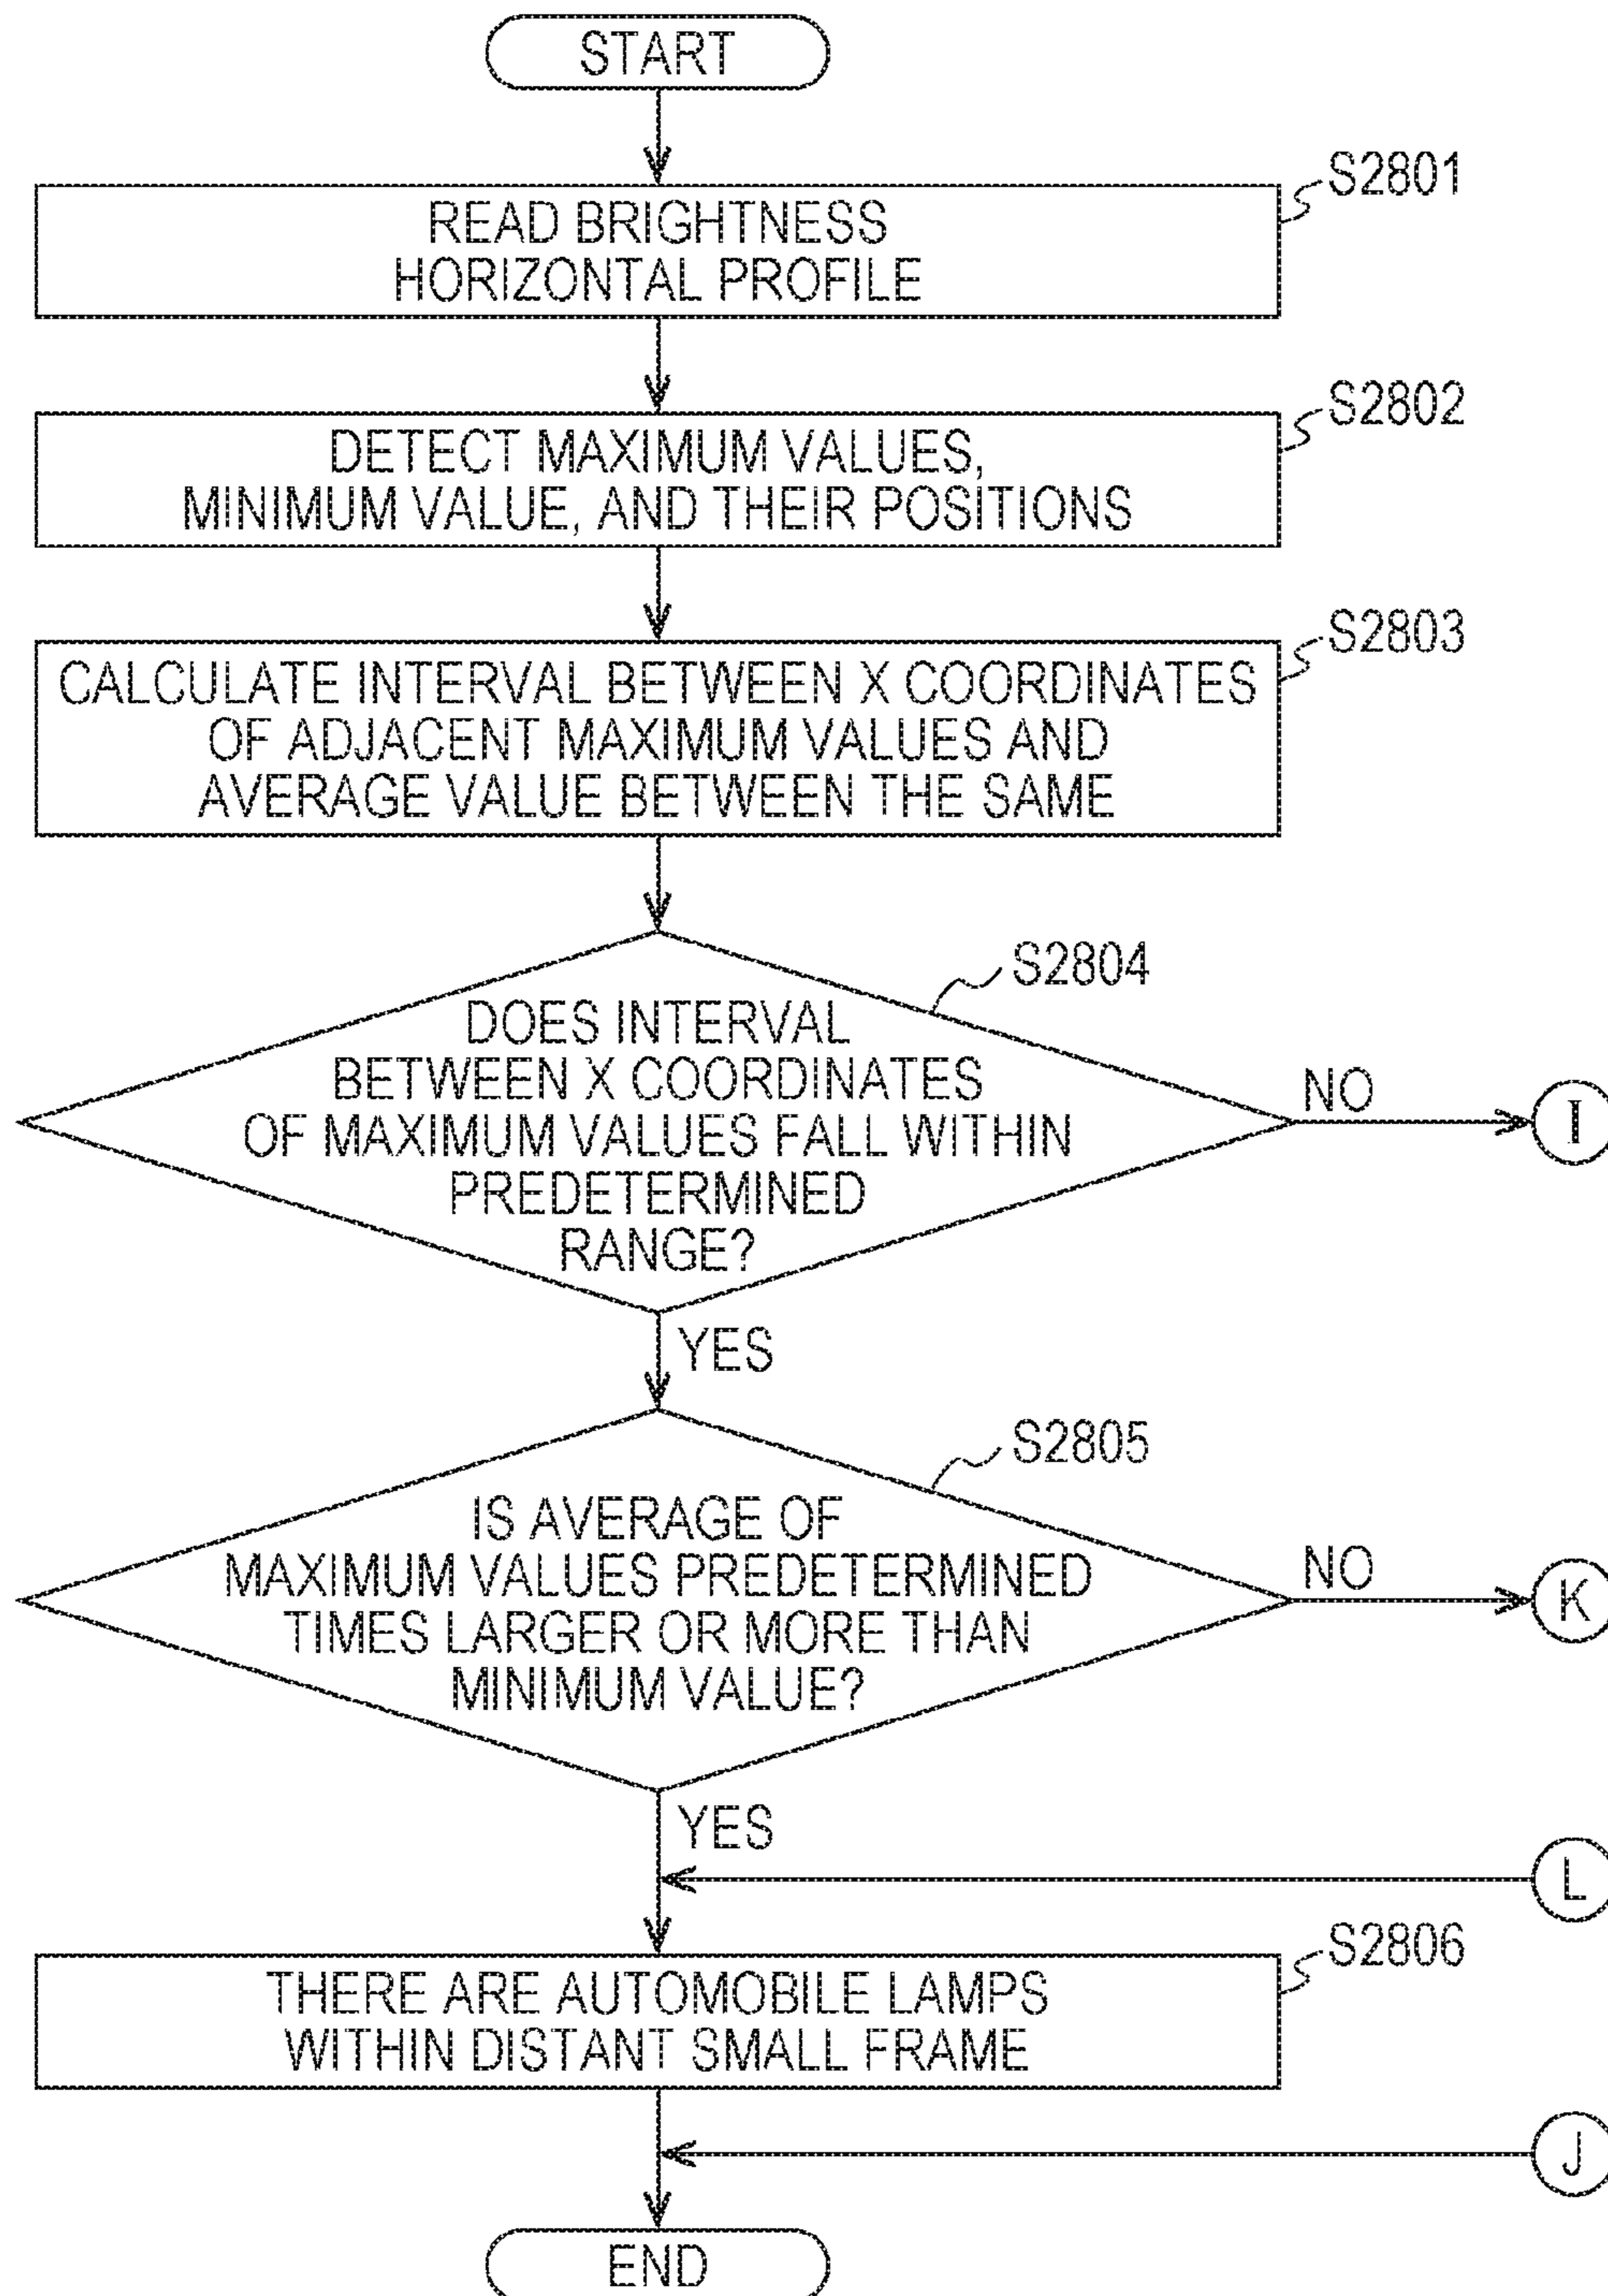 START
S2801
READ BRIGHTNESS
HORIZONTAL PROFILE
S2802
DETECT MAXIMUM VALUES,
MINIMUM VALUE, AND THEIR POSITIONS
S2803
CALCULATE INTERVAL BETWEEN X COORDINATES
OF ADJACENT MAXIMUM VALUES AND
AVERAGE VALUE BETWEEN THE SAME
S2804
DOES INTERVAL
BETWEEN X COORDINATES
OF MAXIMUM VALUES FALL WITHIN
PREDETERMINED
RANGE?
NO
I
YES
S2805
IS AVERAGE OF
MAXIMUM VALUES PREDETERMINED
TIMES LARGER OR MORE THAN
MINIMUM VALUE?
NO
K
YES
L
S2806
THERE ARE AUTOMOBILE LAMPS
WITHIN DISTANT SMALL FRAME
J
END